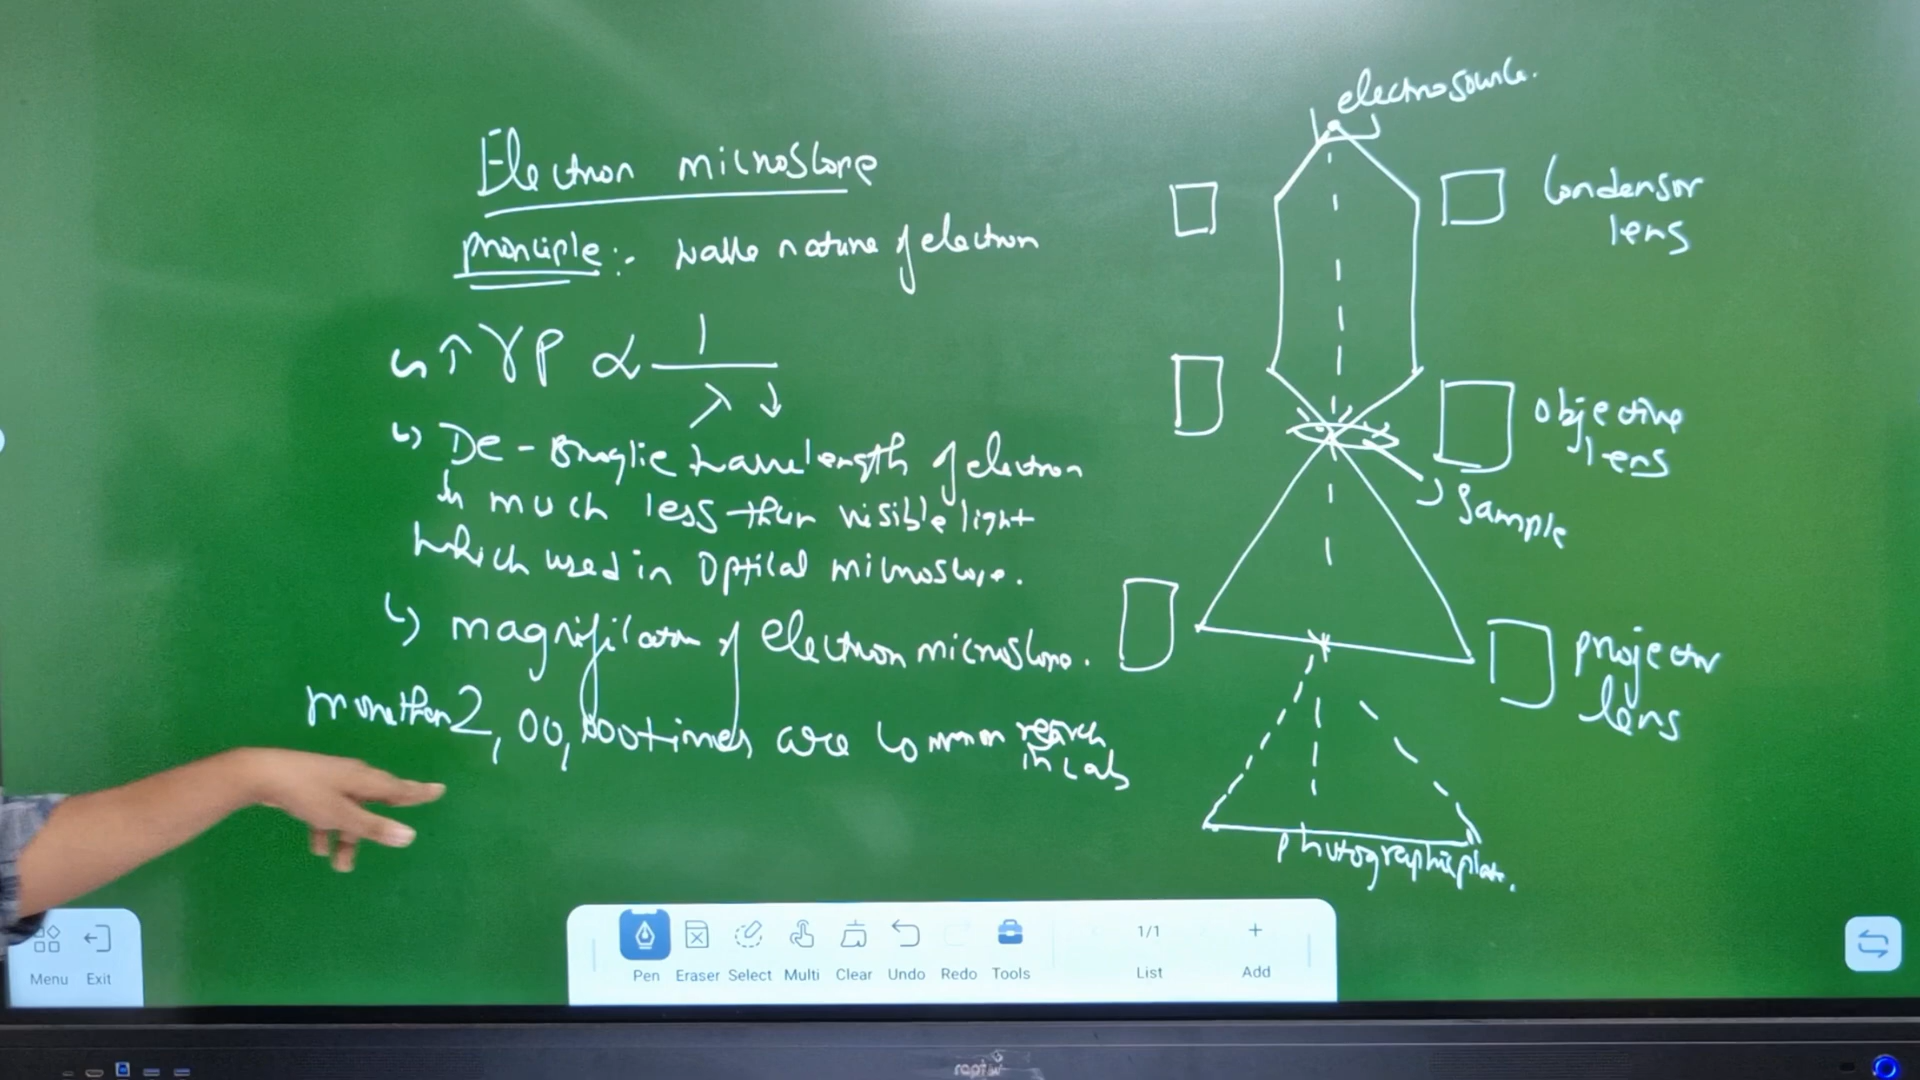 Electron microscope
principle:- wave nature of electron
↳ ↑ γP ∝ 1/λ ↓
↳ De-Broglie wavelength of electron
is much less than visible light
which used in Optical microscope.
↳ magnification of Electron microscope.
more than 2,00,000 times are common
in Lab
electrosource.
Condensor
lens
Objective
lens
Sample
projector
lens
photographic plate.
Menu Exit
Pen Eraser Select Multi Clear Undo Redo Tools
1/1
List
+
Add